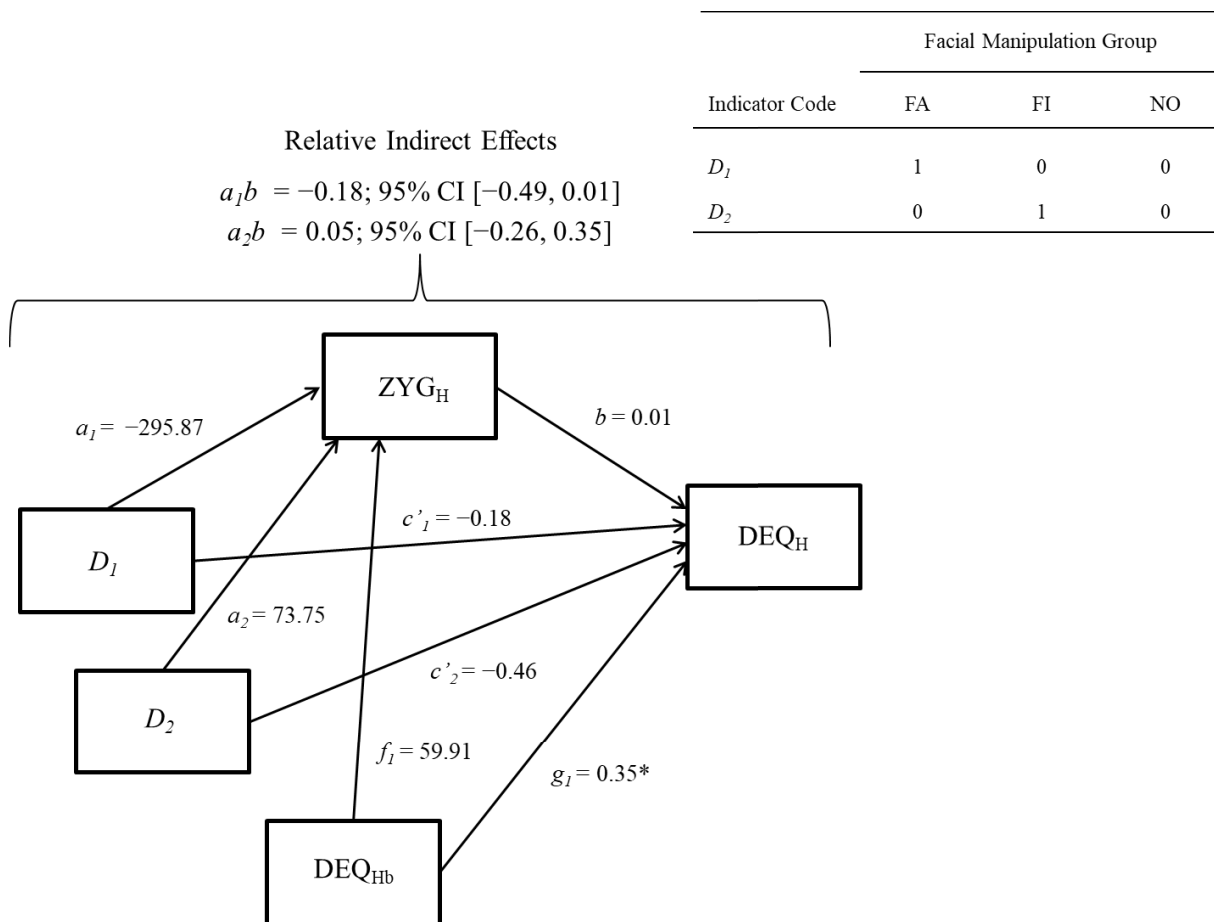 Facial Manipulation Group
Indicator Code FA FI NO
D₁ 1 0 0
D₂ 0 1 0
Relative Indirect Effects
a₁b = −0.18; 95% CI [−0.49, 0.01]
a₂b = 0.05; 95% CI [−0.26, 0.35]
ZYG_H
a₁ = −295.87
b = 0.01
c’₁ = −0.18
DEQ_H
D₁
a₂ = 73.75
c’₂ = −0.46
D₂
f₁ = 59.91
g₁ = 0.35*
DEQ_Hb